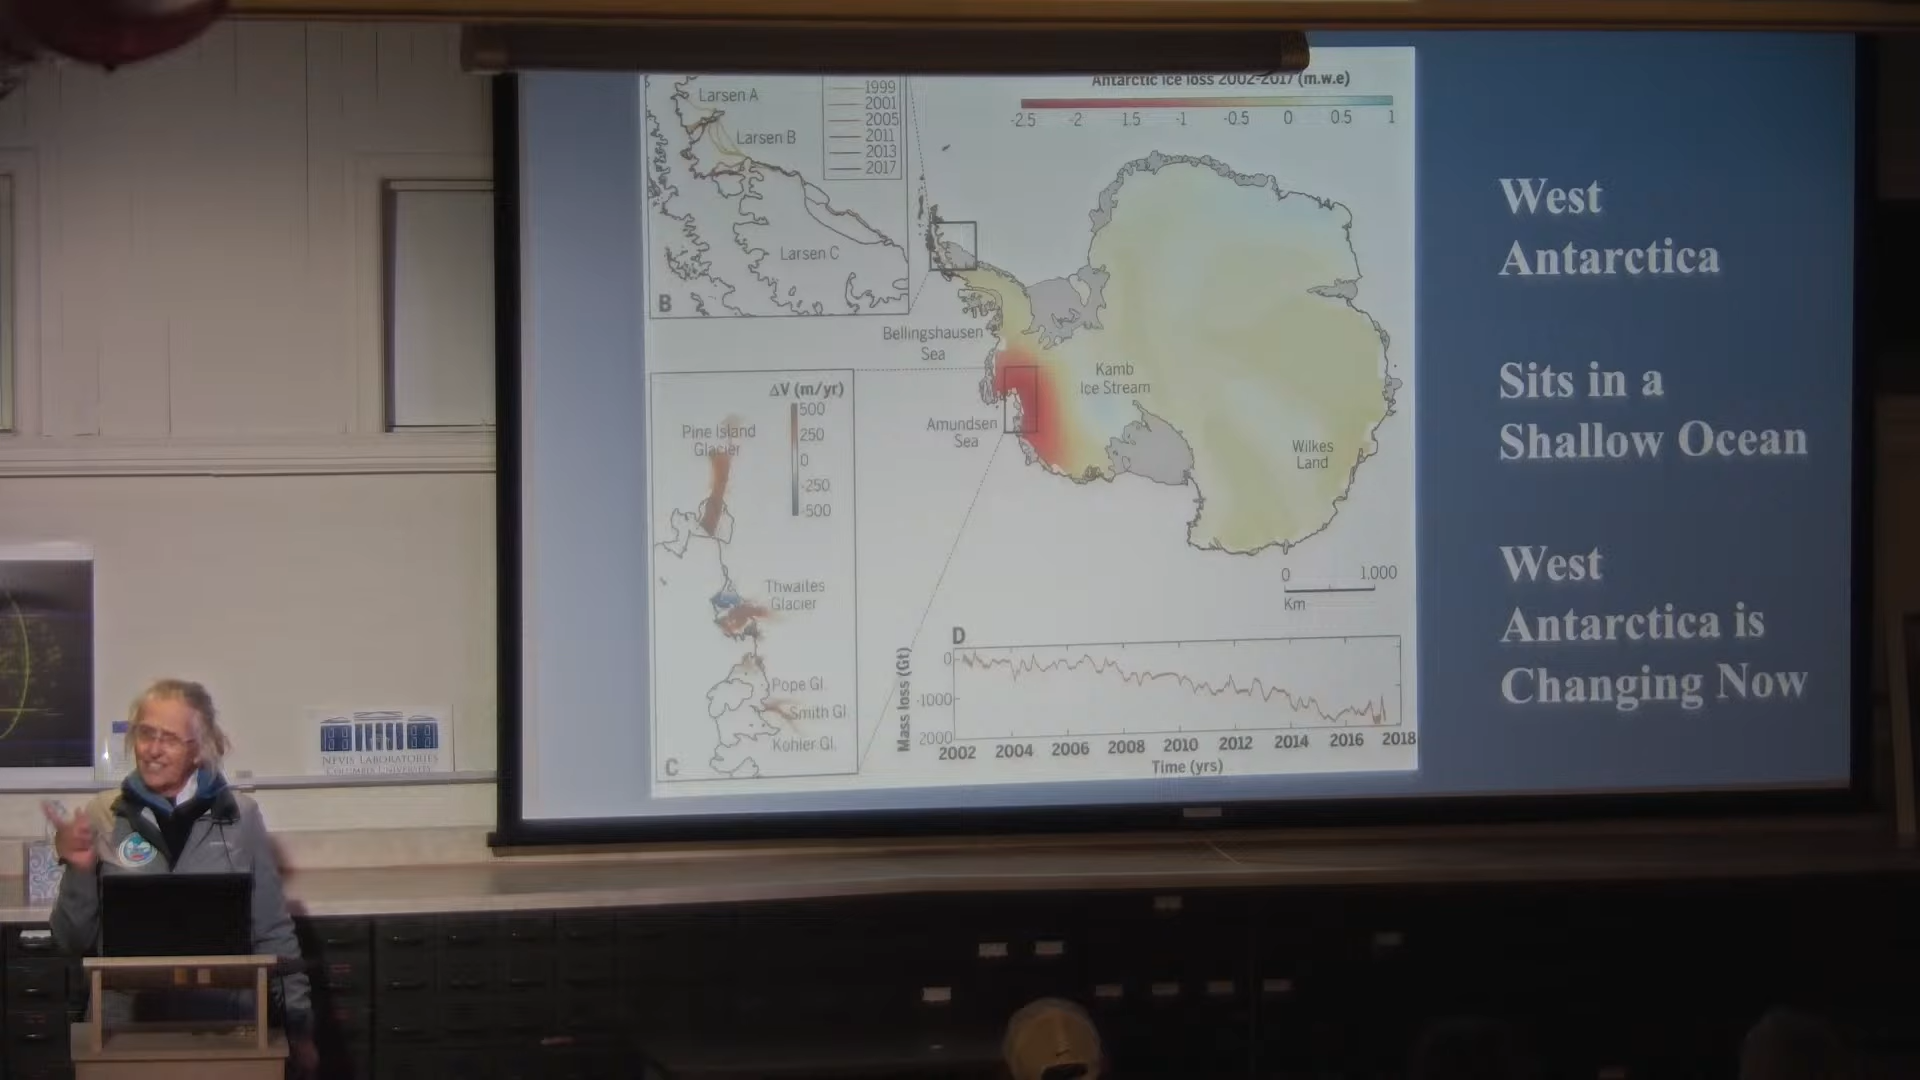 Antarctic ice loss 2002-2017 (m.w.e)
-2.5 -2 1.5 -1 -0.5 0 0.5 1
Larsen A
Larsen B
Larsen C
1999
2001
2005
2011
2013
2017
B
Bellingshausen
Sea
Kamb
Ice Stream
Amundsen
Sea
Wilkes
Land
0 1,000
Km
ΔV (m/yr)
500
250
0
-250
-500
Pine Island
Glacier
Thwaites
Glacier
Pope Gl.
Smith Gl.
Kohler Gl.
C
D
Mass loss (Gt)
0
-1000
2000
2002 2004 2006 2008 2010 2012 2014 2016 2018
Time (yrs)
West
Antarctica
Sits in a
Shallow Ocean
West
Antarctica is
Changing Now
NEVIS LABORATORIES
COLUMBIA UNIVERSITY